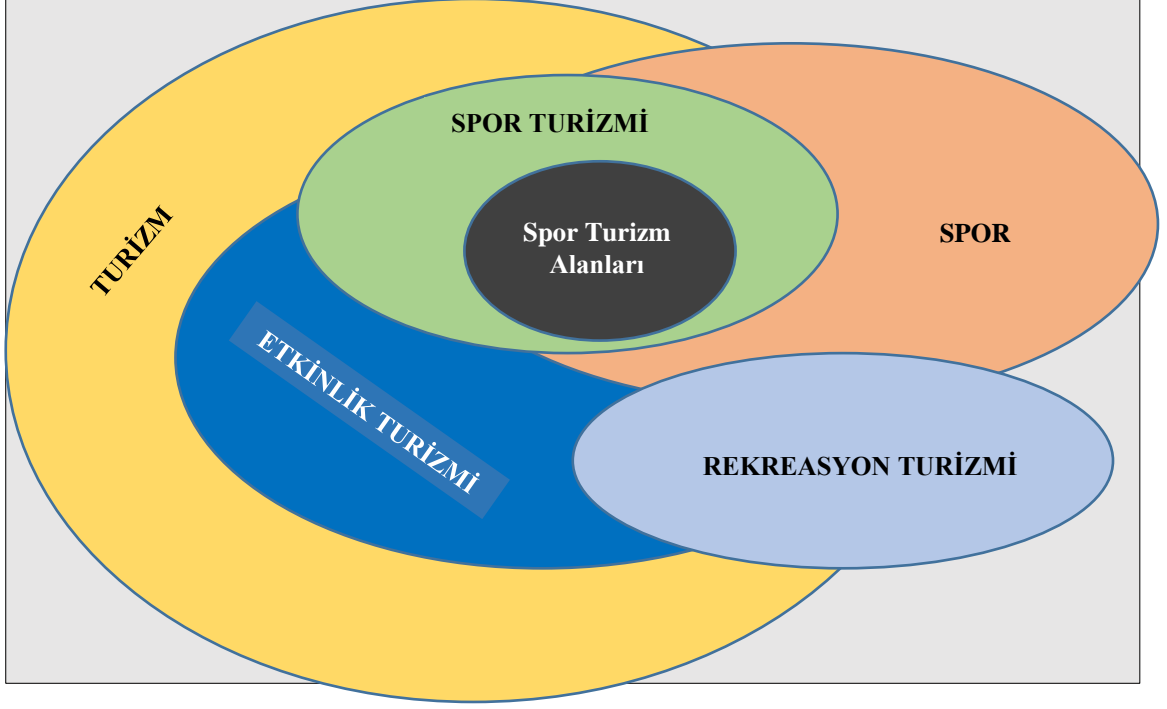 SPOR TURİZMİ
Spor Turizm
Alanları
SPOR
TURİZM
ETKİNLİK TURİZMİ
REKREASYON TURİZMİ